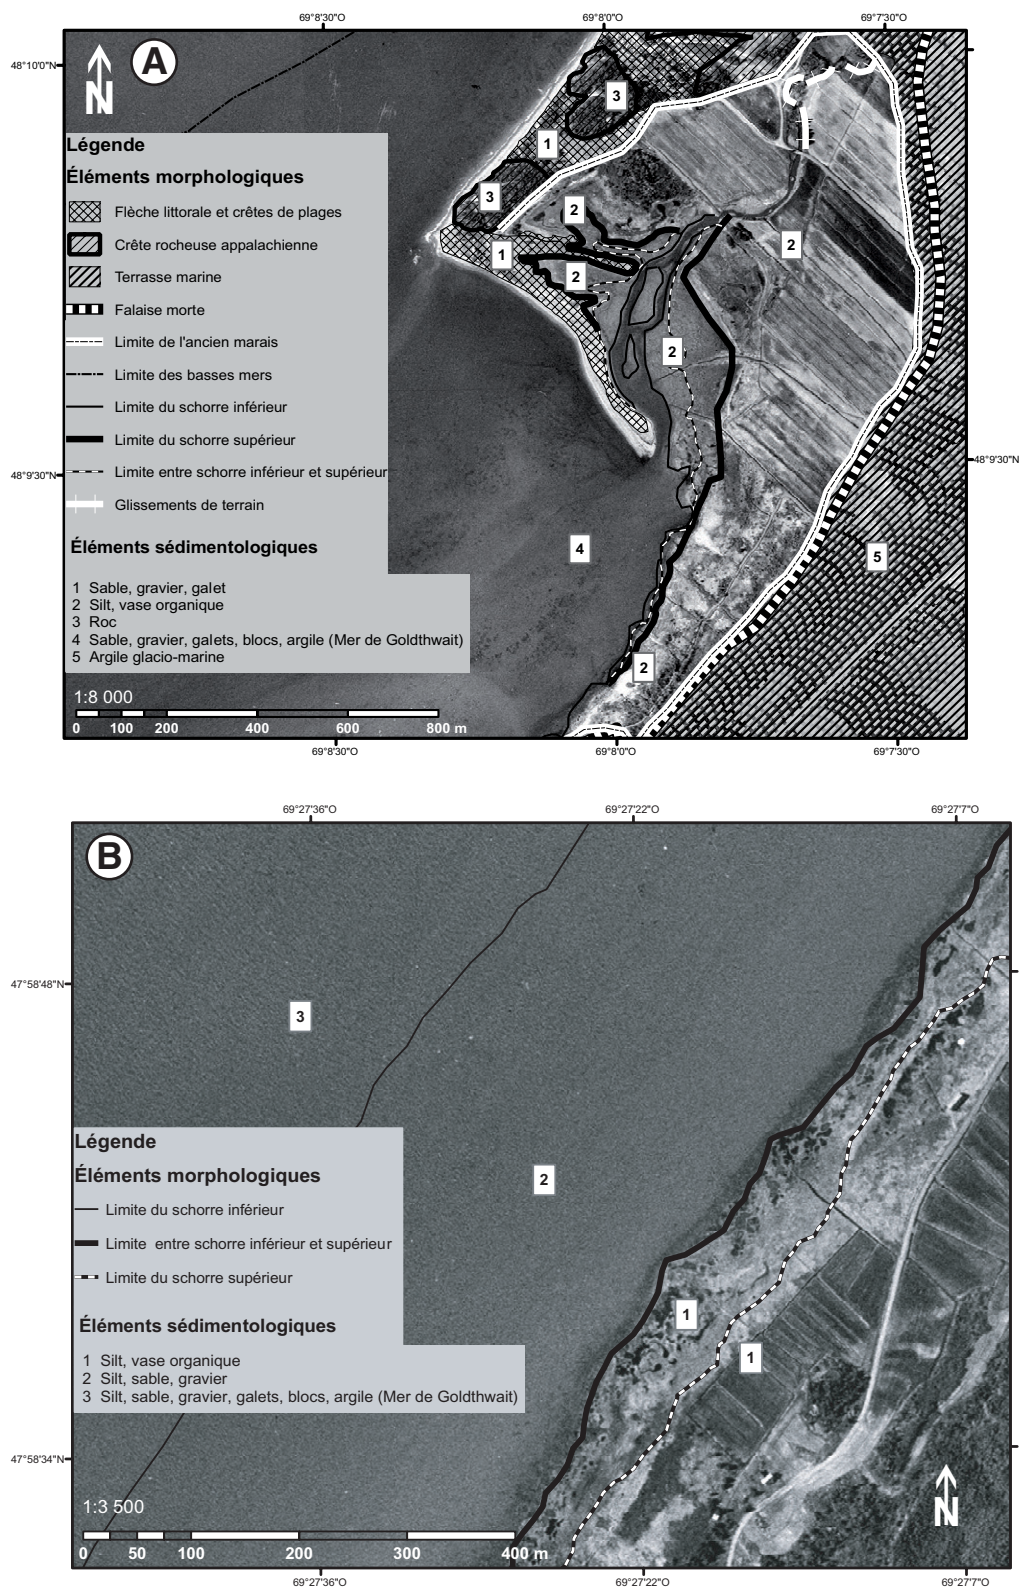 69°8'30"O 69°8'0"O 69°7'30"O
48°10'0"N
A
N
3
1
Légende
Éléments morphologiques
3
2
Flèche littorale et crêtes de plages
Crête rocheuse appalachienne
2
1
Terrasse marine
2
Falaise morte
Limite de l'ancien marais
2
Limite des basses mers
Limite du schorre inférieur
Limite du schorre supérieur
48°9'30"N
48°9'30"N
Limite entre schorre inférieur et supérieur
Glissements de terrain
Éléments sédimentologiques
4
5
1 Sable, gravier, galet
2 Silt, vase organique
3 Roc
4 Sable, gravier, galets, blocs, argile (Mer de Goldthwait)
5 Argile glacio-marine
2
1:8 000
0 100 200 400 600 800 m
69°8'30"O 69°8'0"O 69°7'30"O
69°27'36"O 69°27'22"O 69°27'7"O
B
47°58'48"N
3
Légende
Éléments morphologiques
2
Limite du schorre inférieur
Limite entre schorre inférieur et supérieur
Limite du schorre supérieur
1
Éléments sédimentologiques
1
1 Silt, vase organique
2 Silt, sable, gravier
3 Silt, sable, gravier, galets, blocs, argile (Mer de Goldthwait)
47°58'34"N
1:3 500
N
0 50 100 200 300 400 m
69°27'36"O 69°27'22"O 69°27'7"O